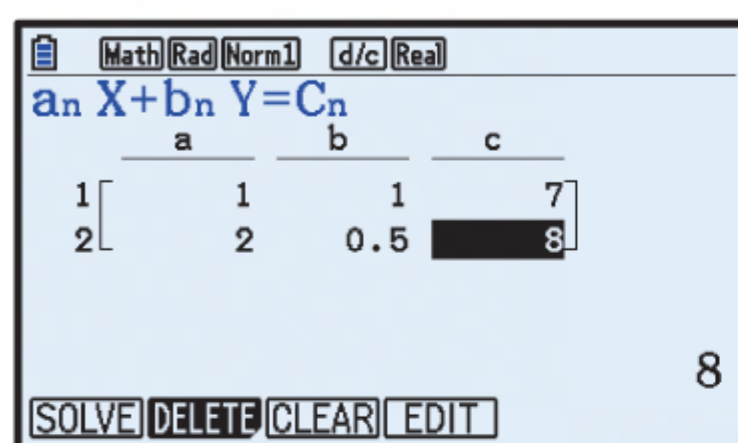 Math Rad Norm1 d/c Real
an X+bn Y=Cn
a b c
1 1 1 7
2 2 0.5 8
8
SOLVE DELETE CLEAR EDIT